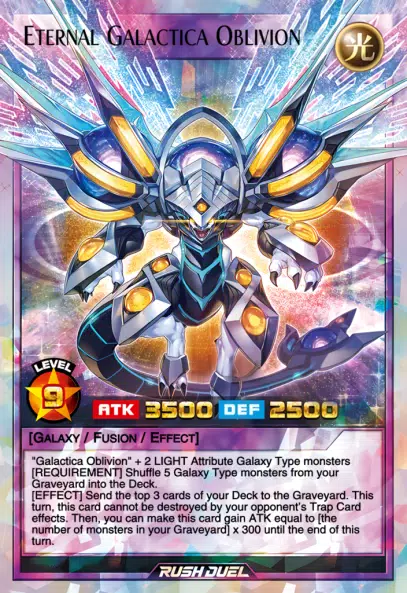 Eternal Galactica Oblivion
光
LEVEL
9
ATK 3500 DEF 2500
[Galaxy / Fusion / Effect]
"Galactica Oblivion" + 2 LIGHT Attribute Galaxy Type monsters
[REQUIREMENT] Shuffle 5 Galaxy Type monsters from your
Graveyard into the Deck.
[EFFECT] Send the top 3 cards of your Deck to the Graveyard. This
turn, this card cannot be destroyed by your opponent's Trap Card
effects. Then, you can make this card gain ATK equal to [the
number of monsters in your Graveyard] x 300 until the end of this
turn.
RUSH DUEL